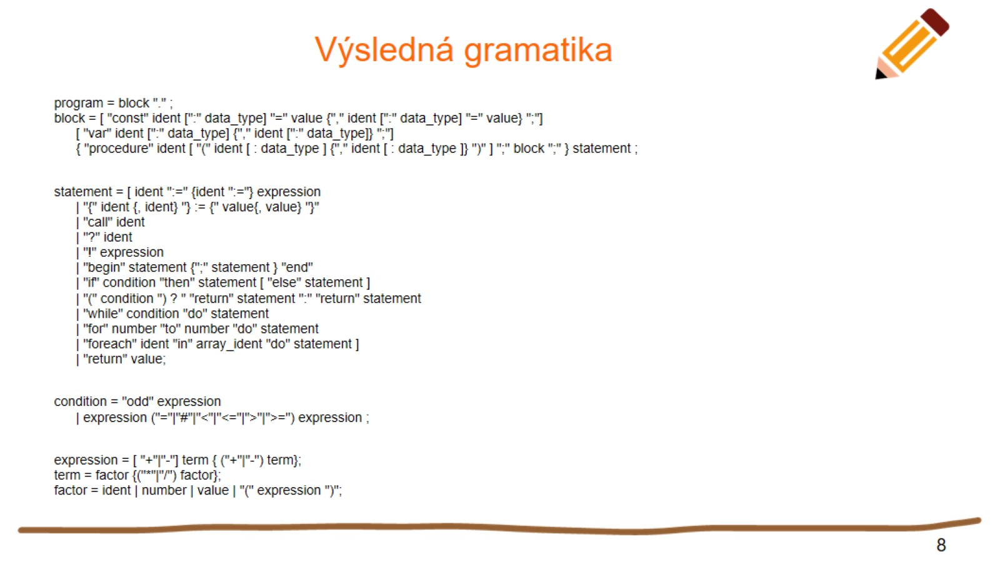 Výsledná gramatika
program = block "." ;
block = [ "const" ident [":" data_type] "=" value {"," ident [":" data_type] "=" value} ";"]
[ "var" ident [":" data_type] {"," ident [":" data_type]} ";"]
{ "procedure" ident [ "(" ident [ : data_type ] {"," ident [ : data_type ]} ")" ] ";" block ";" } statement ;
statement = [ ident ":=" {ident ":="} expression
| "{" ident {, ident} "} := {" value{, value} "}"
| "call" ident
| "?" ident
| "!" expression
| "begin" statement {";" statement } "end"
| "if" condition "then" statement [ "else" statement ]
| "(" condition ") ? " "return" statement ":" "return" statement
| "while" condition "do" statement
| "for" number "to" number "do" statement
| "foreach" ident "in" array_ident "do" statement ]
| "return" value;
condition = "odd" expression
| expression ("="|"#"|"<"|"<="|">"|">=") expression ;
expression = [ "+"|"-"] term { ("+"|"-") term};
term = factor {("*"|"/") factor};
factor = ident | number | value | "(" expression ")";
8